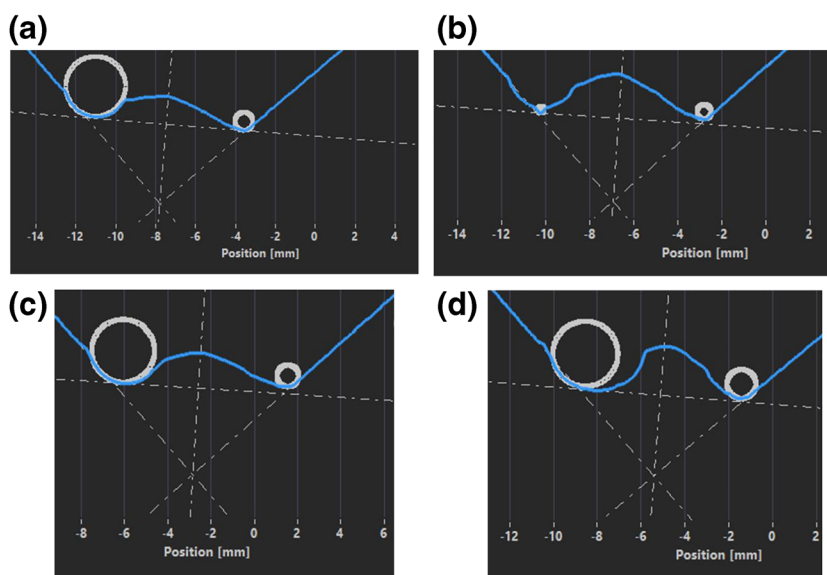 (a)
-14 -12 -10 -8 -6 -4 -2 0 2 4
Position [mm]
(b)
-14 -12 -10 -8 -6 -4 -2 0 2
Position [mm]
(c)
-8 -6 -4 -2 0 2 4 6
Position [mm]
(d)
-12 -10 -8 -6 -4 -2 0 2
Position [mm]